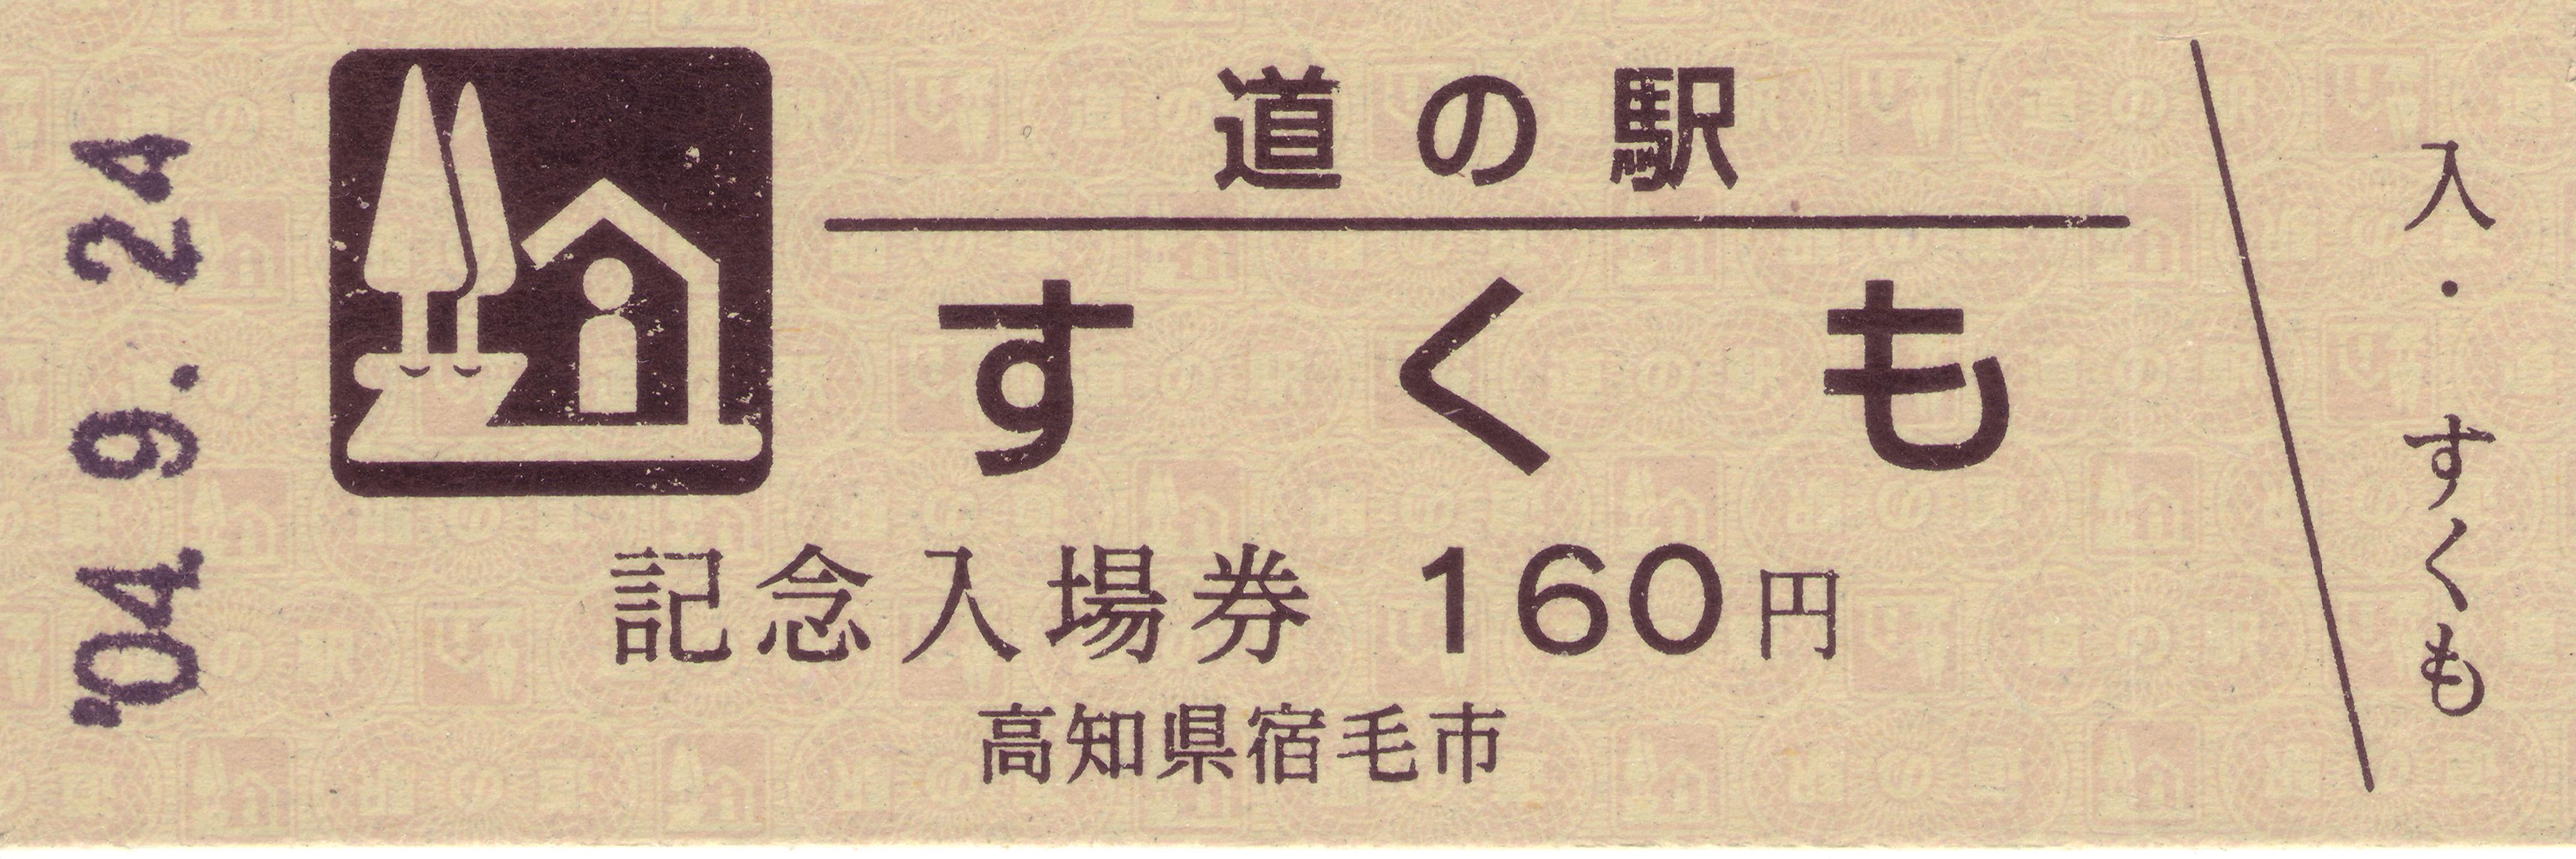 '04. 9. 24
道の駅
すくも
記念入場券 160円
高知県宿毛市
入・すくも